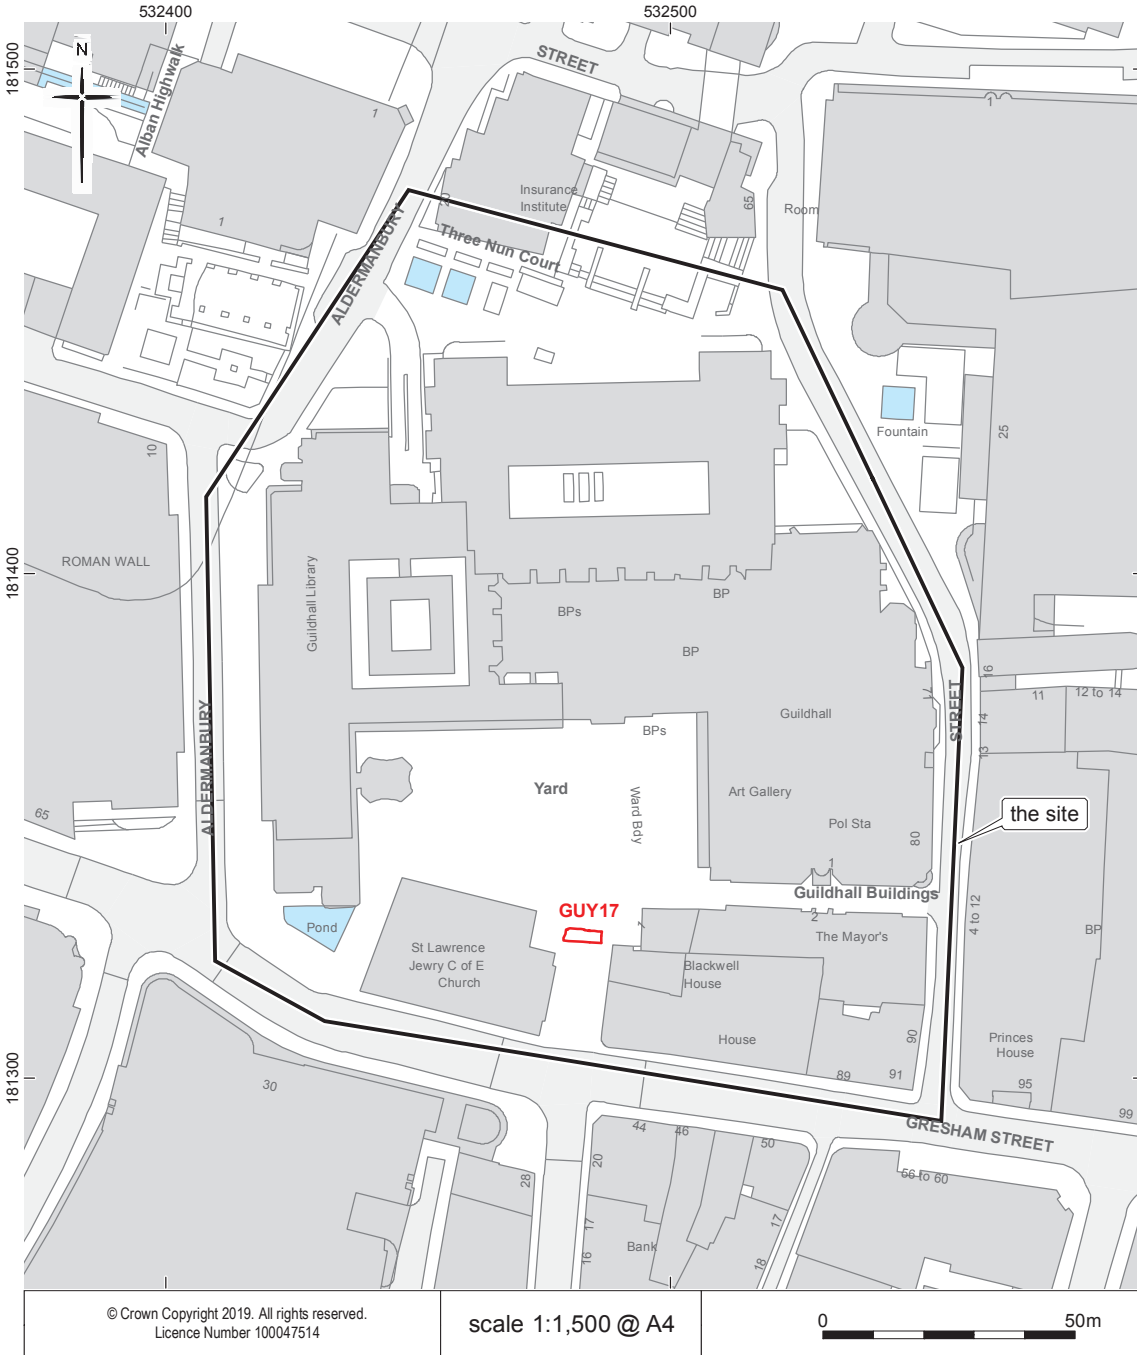 532400
532500
181500
181400
181300
N
Alban Highwalk
STREET
1
1
1
20
Insurance
Institute
65
Room
Three Nun Court
ALDERMANBURY
Fountain
25
10
ROMAN WALL
Guildhall Library
BPs
BP
BP
Guildhall
71
STREET
16
11
12 to 14
14
13
BPs
ALDERMANBURY
Yard
Ward Bdy
Art Gallery
Pol Sta
80
the site
65
1
Guildhall Buildings
2
4 to 12
BP
GUY17
7
The Mayor's
Pond
St Lawrence
Jewry C of E
Church
Blackwell
House
House
90
Princes
House
89
91
95
99
30
GRESHAM STREET
44
46
50
20
28
56 to 60
17
17
16
Bank
18
© Crown Copyright 2019. All rights reserved.
Licence Number 100047514
scale 1:1,500 @ A4
0
50m